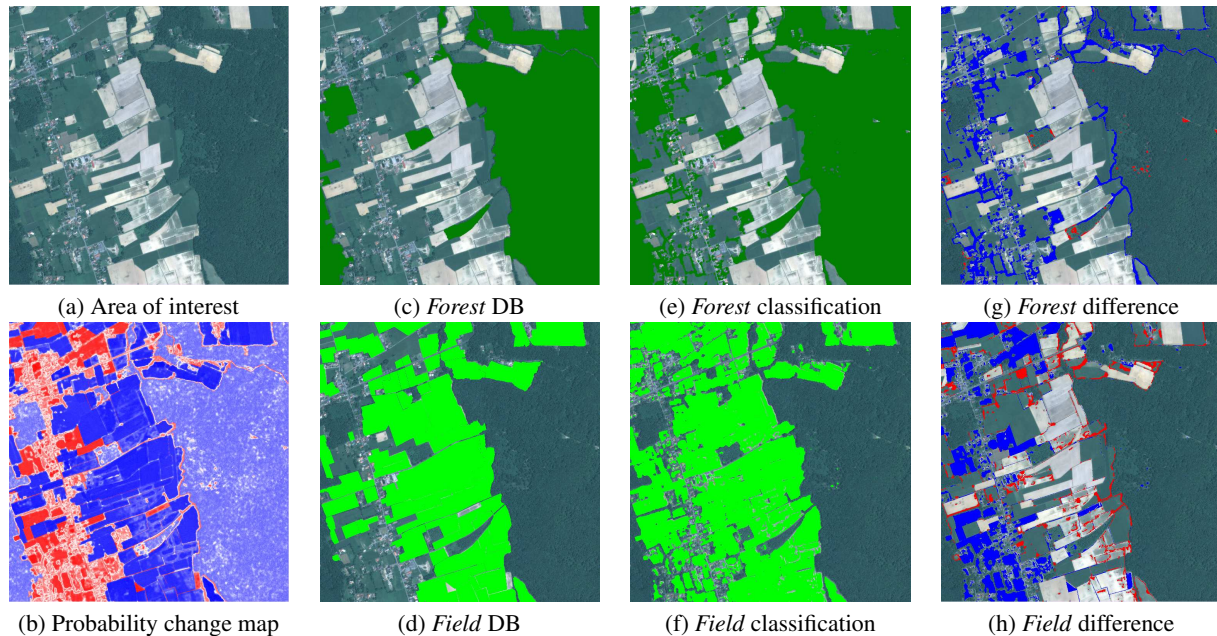 (a) Area of interest
(c) Forest DB
(e) Forest classification
(g) Forest difference
(b) Probability change map
(d) Field DB
(f) Field classification
(h) Field difference